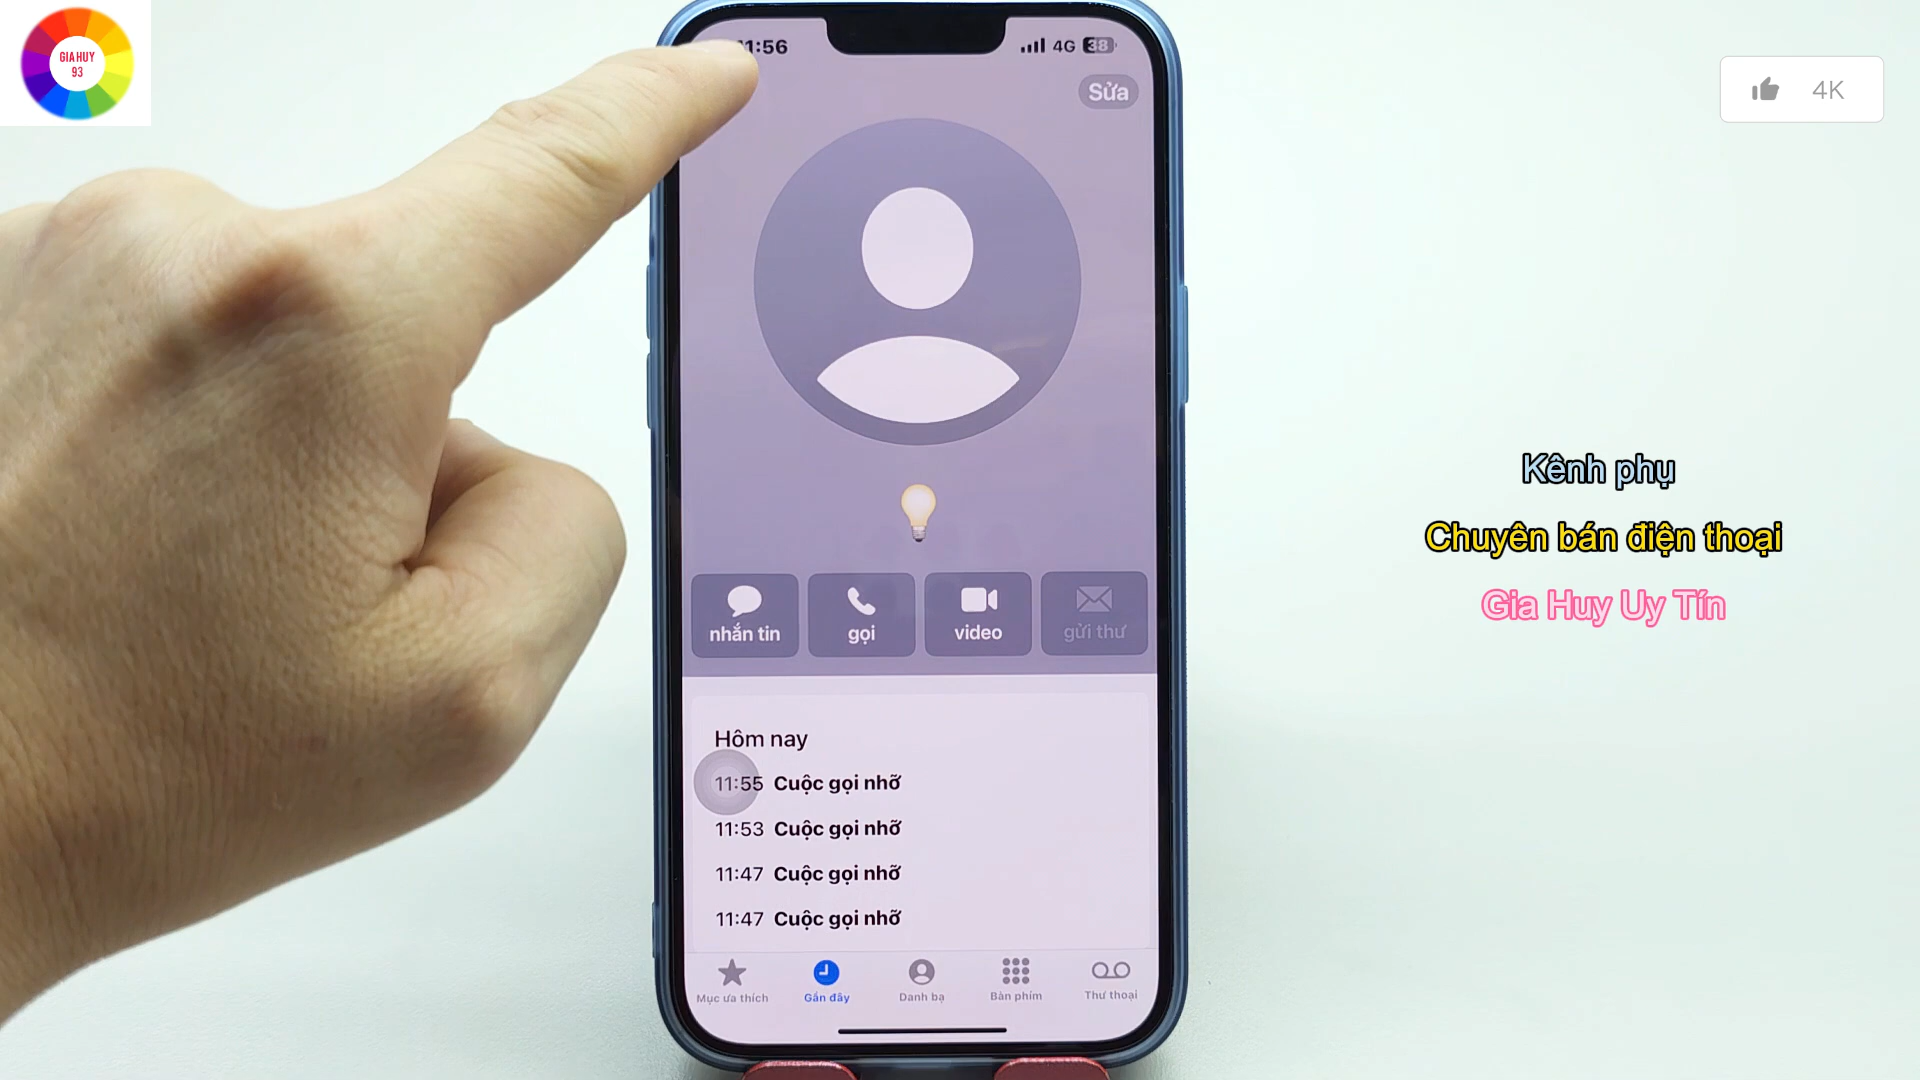 GIA HUY
93
1:56
4G 38
Sửa
4K
Kênh phụ
Chuyên bán điện thoại
Gia Huy Uy Tín
nhắn tin
gọi
video
gửi thư
Hôm nay
11:55 Cuộc gọi nhỡ
11:53 Cuộc gọi nhỡ
11:47 Cuộc gọi nhỡ
11:47 Cuộc gọi nhỡ
Mục ưa thích
Gần đây
Danh bạ
Bàn phím
Thư thoại